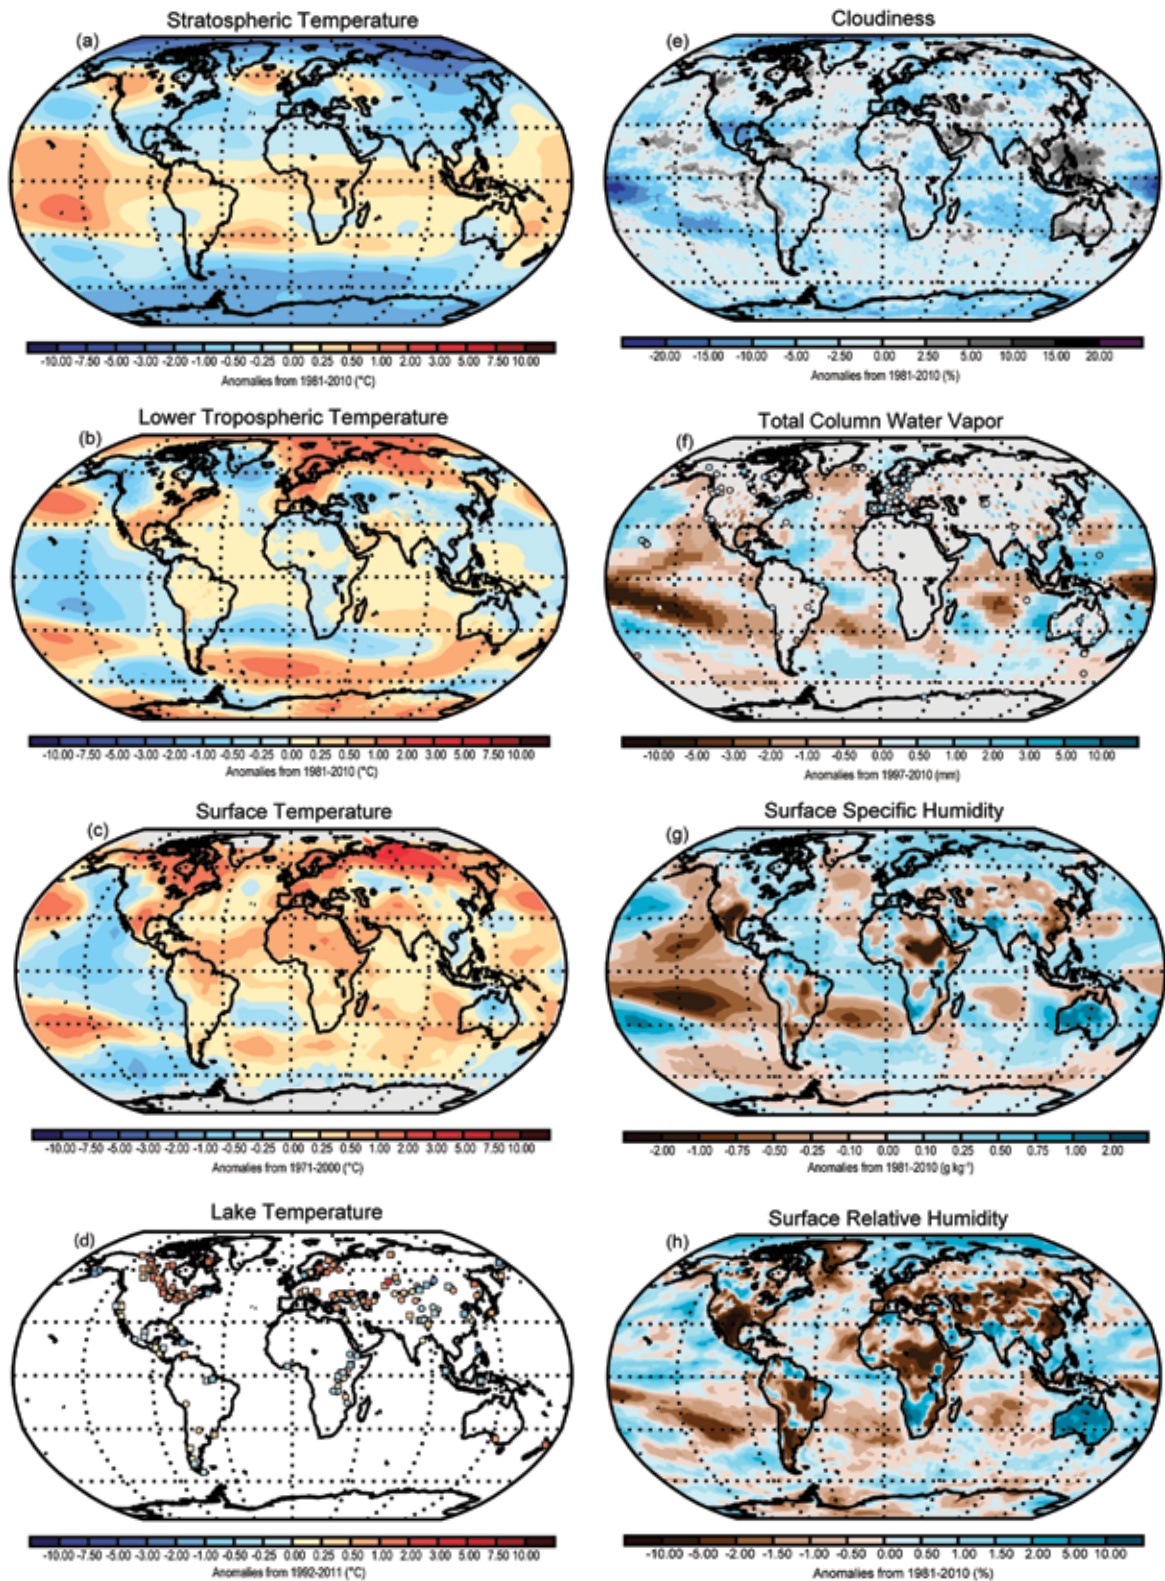 Stratospheric Temperature
(a)
-10.00 -7.50 -5.00 -3.00 -2.00 -1.00 -0.50 -0.25 0.00 0.25 0.50 1.00 2.00 3.00 5.00 7.50 10.00
Anomalies from 1981-2010 (°C)
Lower Tropospheric Temperature
(b)
-10.00 -7.50 -5.00 -3.00 -2.00 -1.00 -0.50 -0.25 0.00 0.25 0.50 1.00 2.00 3.00 5.00 7.50 10.00
Anomalies from 1981-2010 (°C)
Surface Temperature
(c)
-10.00 -7.50 -5.00 -3.00 -2.00 -1.00 -0.50 -0.25 0.00 0.25 0.50 1.00 2.00 3.00 5.00 7.50 10.00
Anomalies from 1971-2000 (°C)
Lake Temperature
(d)
-10.00 -7.50 -5.00 -3.00 -2.00 -1.00 -0.50 -0.25 0.00 0.25 0.50 1.00 2.00 3.00 5.00 7.50 10.00
Anomalies from 1992-2011 (°C)
Cloudiness
(e)
-20.00 -15.00 -10.00 -5.00 -2.50 0.00 2.50 5.00 10.00 15.00 20.00
Anomalies from 1981-2010 (%)
Total Column Water Vapor
(f)
-10.00 -5.00 -3.00 -2.00 -1.00 -0.50 0.00 0.50 1.00 2.00 3.00 5.00 10.00
Anomalies from 1997-2010 (mm)
Surface Specific Humidity
(g)
-2.00 -1.00 -0.75 -0.50 -0.25 -0.10 0.00 0.10 0.25 0.50 0.75 1.00 2.00
Anomalies from 1981-2010 (g kg⁻¹)
Surface Relative Humidity
(h)
-10.00 -5.00 -2.00 -1.50 -1.00 -0.50 0.00 0.50 1.00 1.50 2.00 5.00 10.00
Anomalies from 1981-2010 (%)